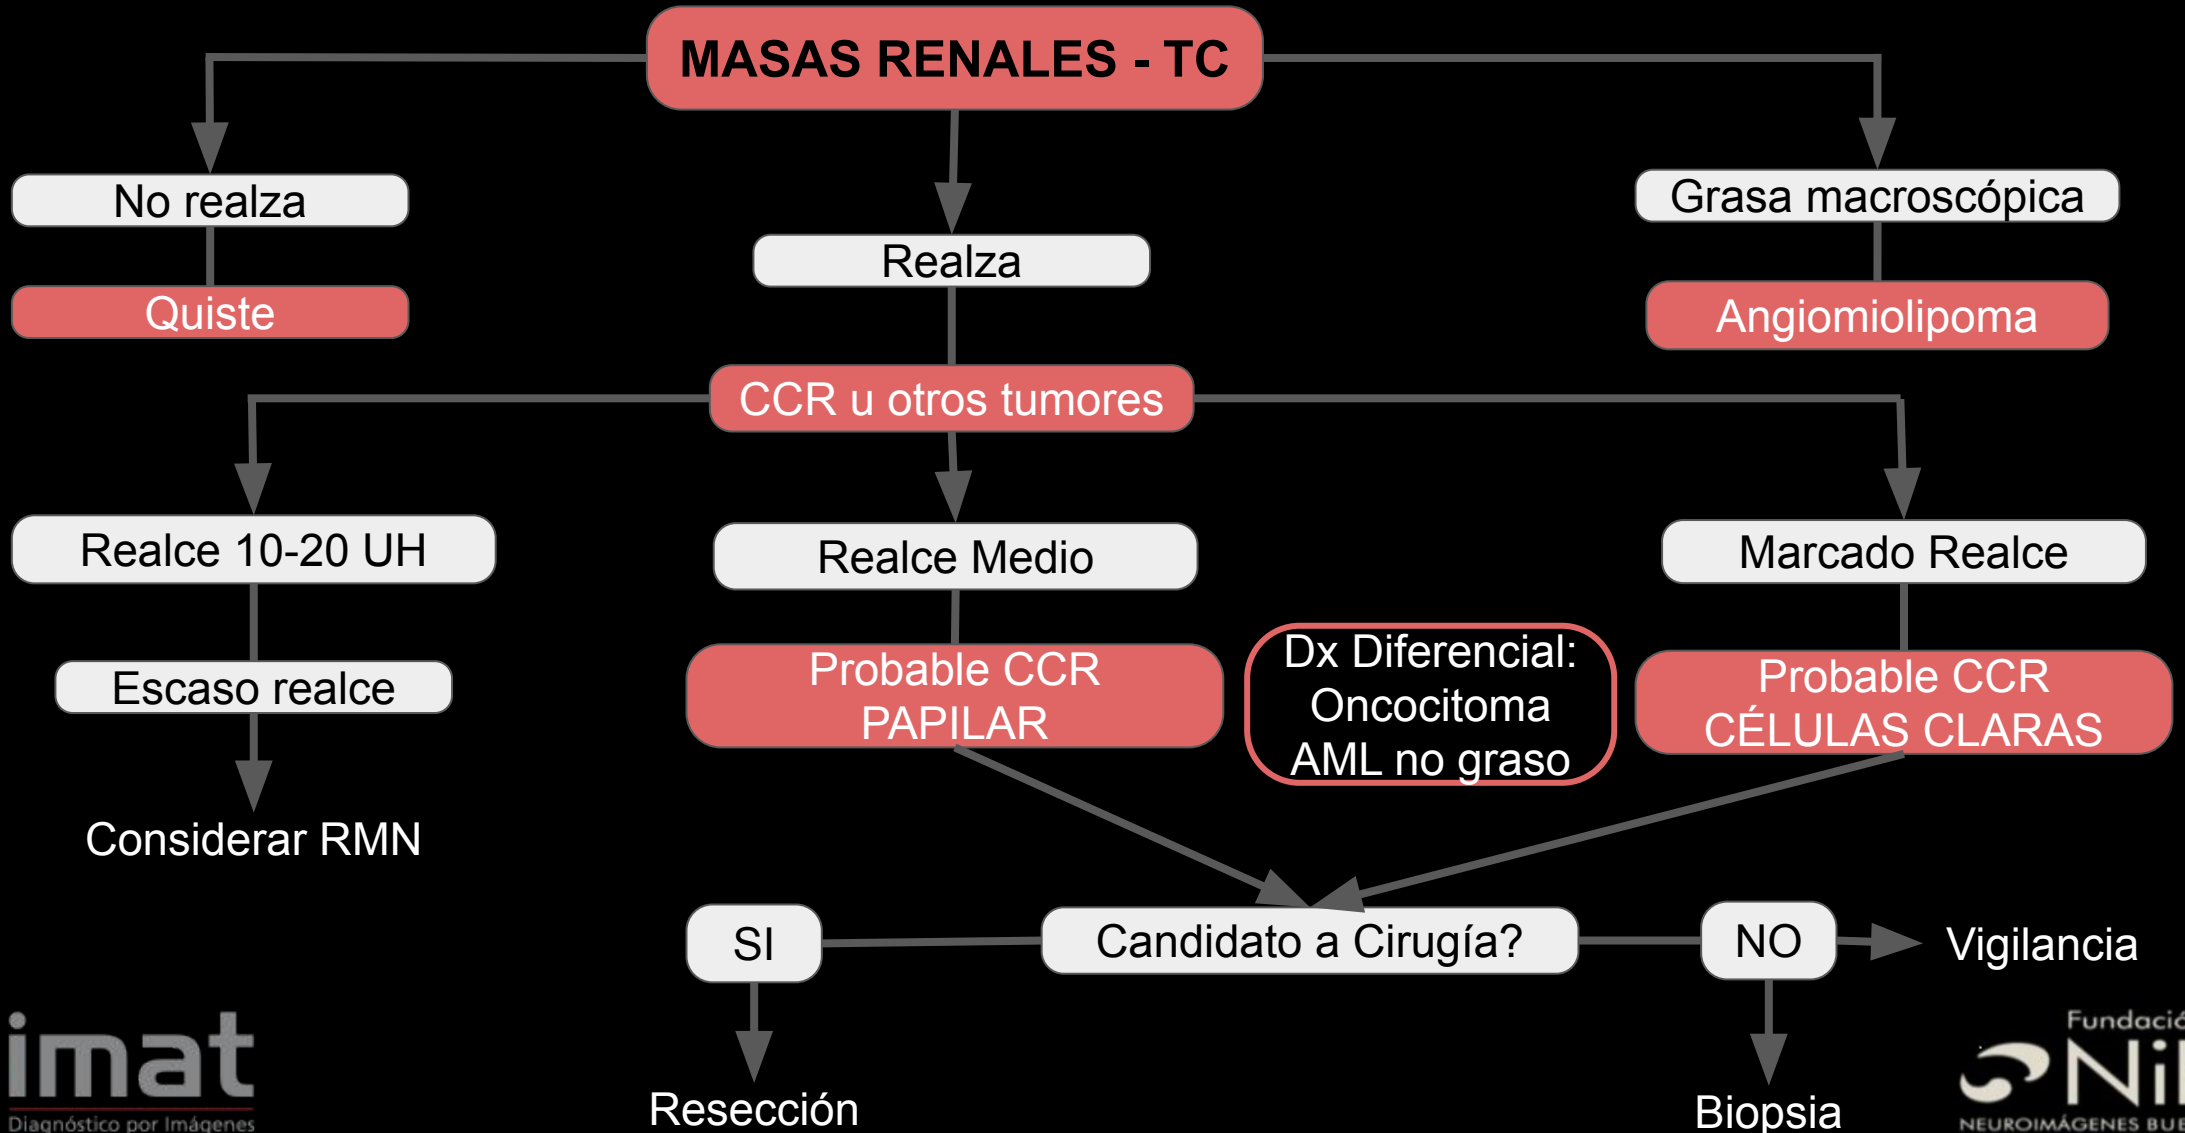 MASAS RENALES - TC
No realza
Realza
Grasa macroscópica
Quiste
Angiomiolipoma
CCR u otros tumores
Realce 10-20 UH
Realce Medio
Marcado Realce
Escaso realce
Probable CCR
PAPILAR
Dx Diferencial:
Oncocitoma
AML no graso
Probable CCR
CÉLULAS CLARAS
Considerar RMN
SI
Candidato a Cirugía?
NO
Vigilancia
Resección
Biopsia
imat
Diagnóstico por Imágenes
NEUROIMÁGENES